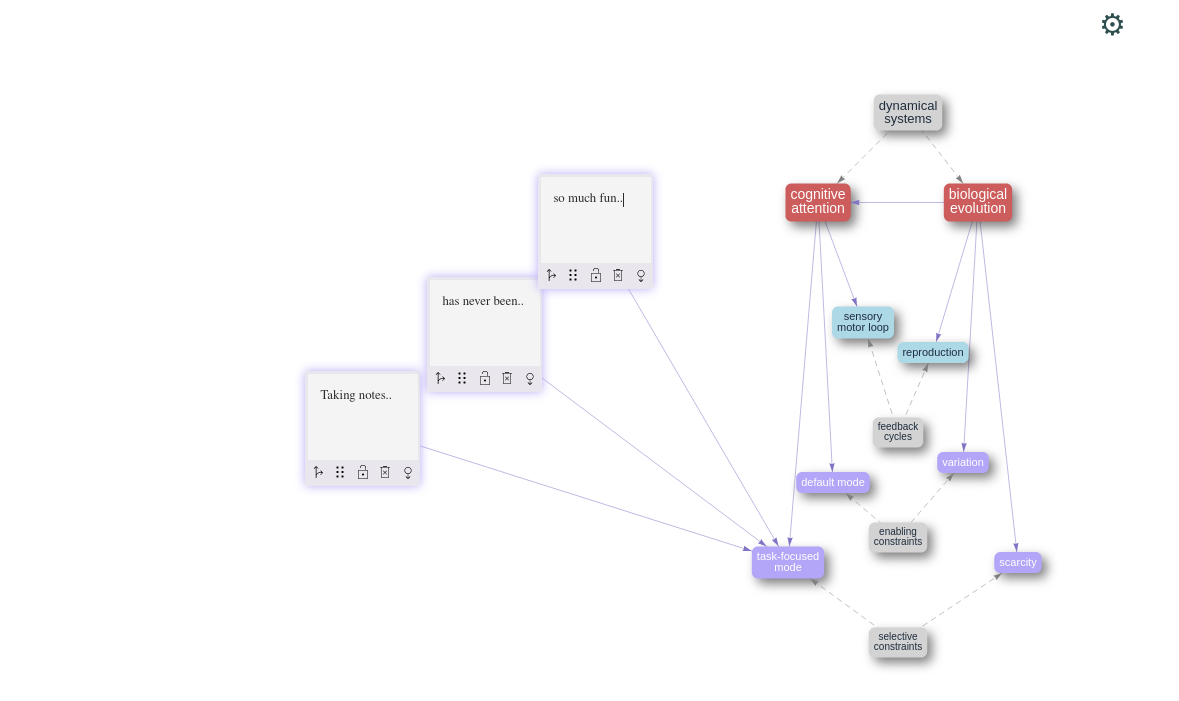 dynamical
systems
cognitive
attention
biological
evolution
so much fun..
has never been..
Taking notes..
sensory
motor loop
reproduction
feedback
cycles
variation
default mode
enabling
constraints
task-focused
mode
scarcity
selective
constraints